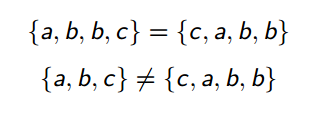 {a, b, b, c} = {c, a, b, b}
{a, b, c} ≠ {c, a, b, b}